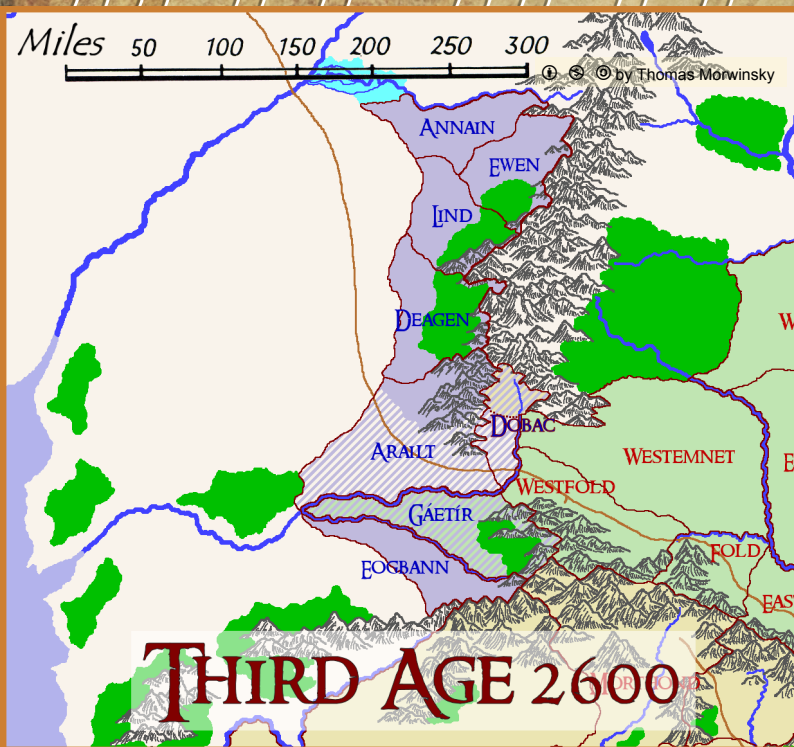 Miles 50 100 150 200 250 300
by Thomas Morwinsky
ANNAIN
EWEN
LIND
DEAGEN
W
DOBAC
ARAILT
WESTEMNET
E
WESTFOLD
GÁETÍR
FOLD
EOGBANN
EAS
THIRD AGE 2600